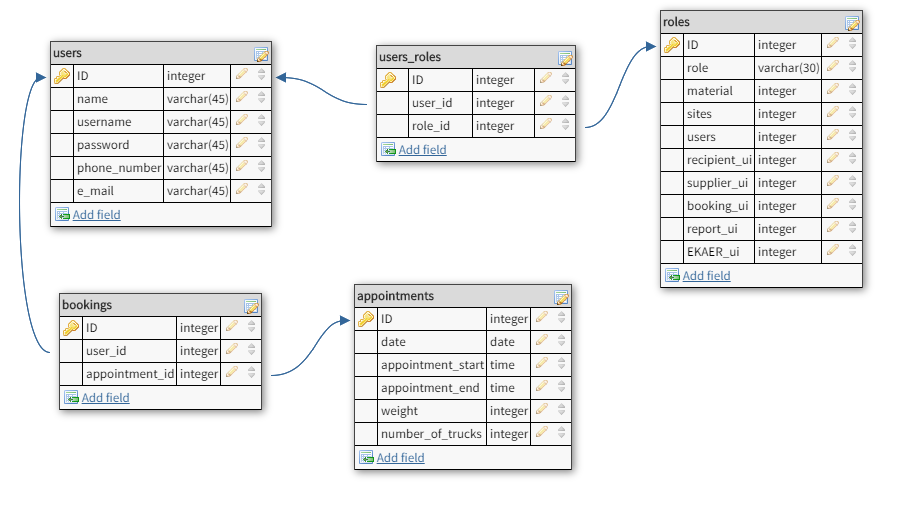 users
ID integer
name varchar(45)
username varchar(45)
password varchar(45)
phone_number varchar(45)
e_mail varchar(45)
Add field
users_roles
ID integer
user_id integer
role_id integer
Add field
roles
ID integer
role varchar(30)
material integer
sites integer
users integer
recipient_ui integer
supplier_ui integer
booking_ui integer
report_ui integer
EKAER_ui integer
Add field
bookings
ID integer
user_id integer
appointment_id integer
Add field
appointments
ID integer
date date
appointment_start time
appointment_end time
weight integer
number_of_trucks integer
Add field